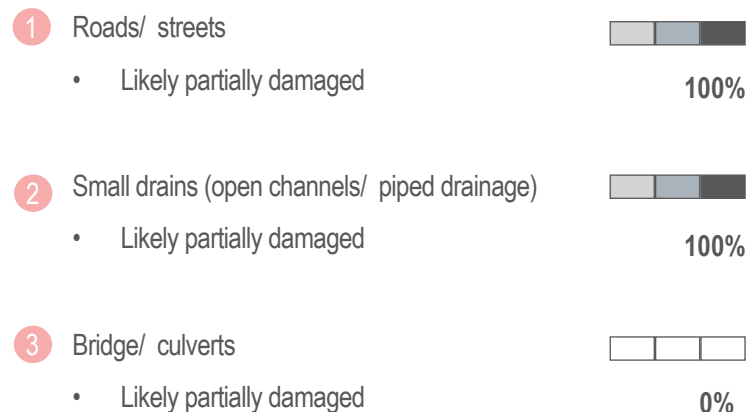 1 Roads/ streets
• Likely partially damaged 100%
2 Small drains (open channels/ piped drainage)
• Likely partially damaged 100%
3 Bridge/ culverts
• Likely partially damaged 0%